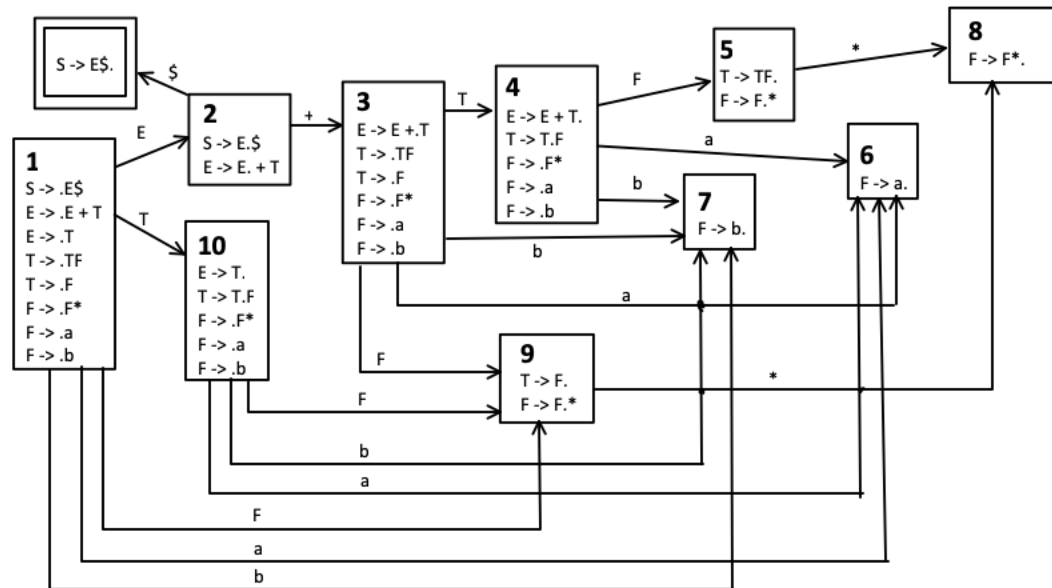 S -> E$.
$
E
T
1
S -> .E$
E -> .E + T
E -> .T
T -> .TF
T -> .F
F -> .F*
F -> .a
F -> .b
2
S -> E.$
E -> E. + T
+
10
E -> T.
T -> T.F
F -> .F*
F -> .a
F -> .b
3
E -> E +.T
T -> .TF
T -> .F
F -> .F*
F -> .a
F -> .b
T
4
E -> E + T.
T -> T.F
F -> .F*
F -> .a
F -> .b
F
a
b
5
T -> TF.
F -> F.*
*
8
F -> F*.
6
F -> a.
7
F -> b.
b
a
F
9
T -> F.
F -> F.*
*
F
b
a
F
a
b